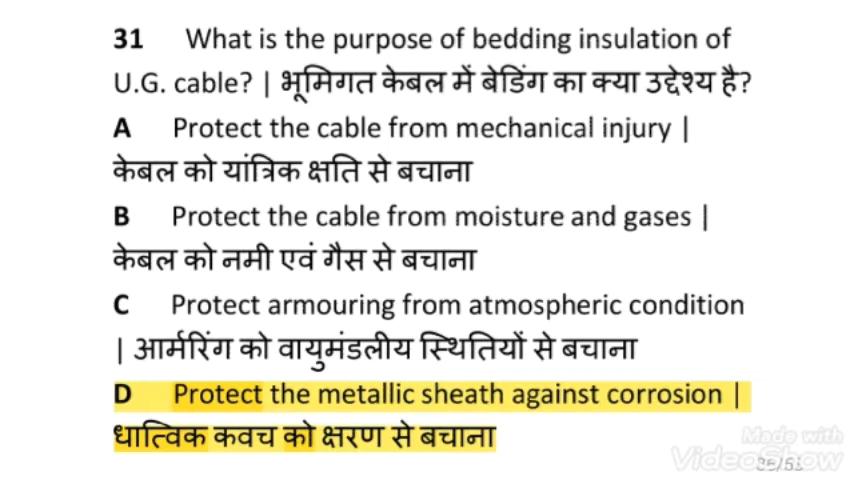 31 What is the purpose of bedding insulation of
U.G. cable? | भूमिगत केबल में बेडिंग का क्या उद्देश्य है?
A Protect the cable from mechanical injury |
केबल को यांत्रिक क्षति से बचाना
B Protect the cable from moisture and gases |
केबल को नमी एवं गैस से बचाना
C Protect armouring from atmospheric condition
| आर्मरिंग को वायुमंडलीय स्थितियों से बचाना
D Protect the metallic sheath against corrosion |
धात्विक कवच को क्षरण से बचाना
Made with
VideoShow